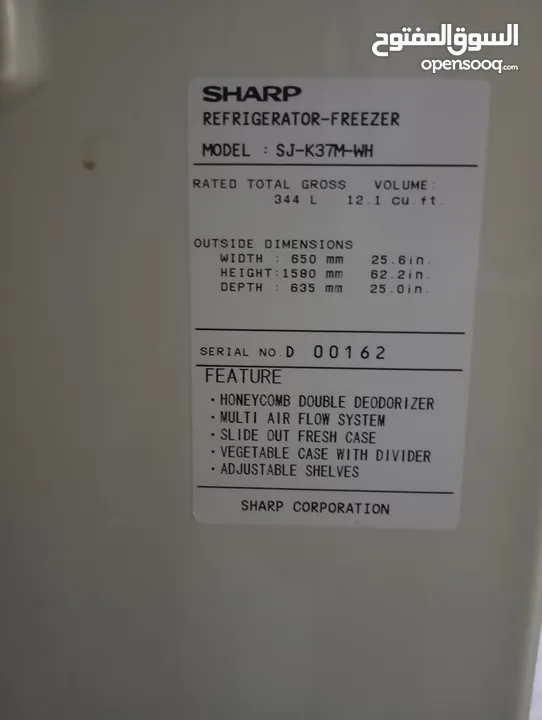 السوق المفتوح
opensooq.com
SHARP
REFRIGERATOR-FREEZER
MODEL : SJ-K37M-WH
RATED TOTAL GROSS VOLUME:
344 L 12.1 cu.ft.
OUTSIDE DIMENSIONS
WIDTH : 650 mm 25.6in.
HEIGHT:1580 mm 62.2in.
DEPTH : 635 mm 25.0in.
SERIAL NO. D 00162
FEATURE
・HONEYCOMB DOUBLE DEODORIZER
・MULTI AIR FLOW SYSTEM
・SLIDE OUT FRESH CASE
・VEGETABLE CASE WITH DIVIDER
・ADJUSTABLE SHELVES
SHARP CORPORATION